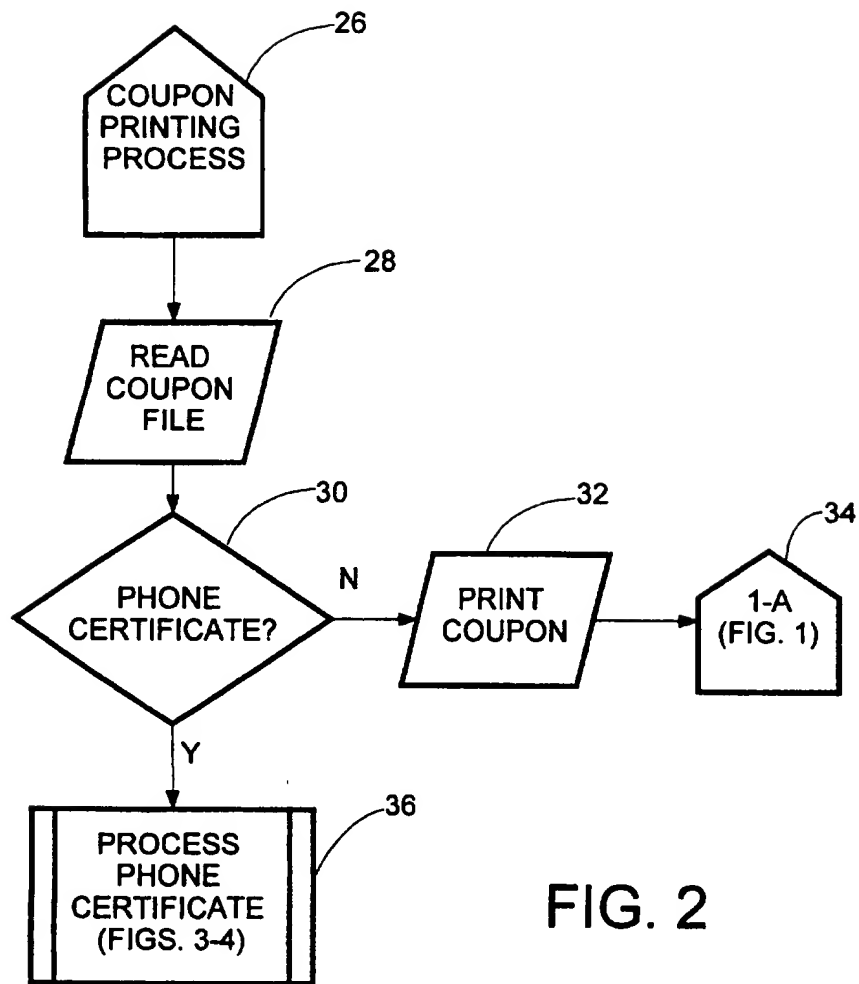 26
COUPON
PRINTING
PROCESS
28
READ
COUPON
FILE
30
PHONE
CERTIFICATE?
N
32
PRINT
COUPON
34
1-A
(FIG. 1)
Y
36
PROCESS
PHONE
CERTIFICATE
(FIGS. 3-4)
FIG. 2